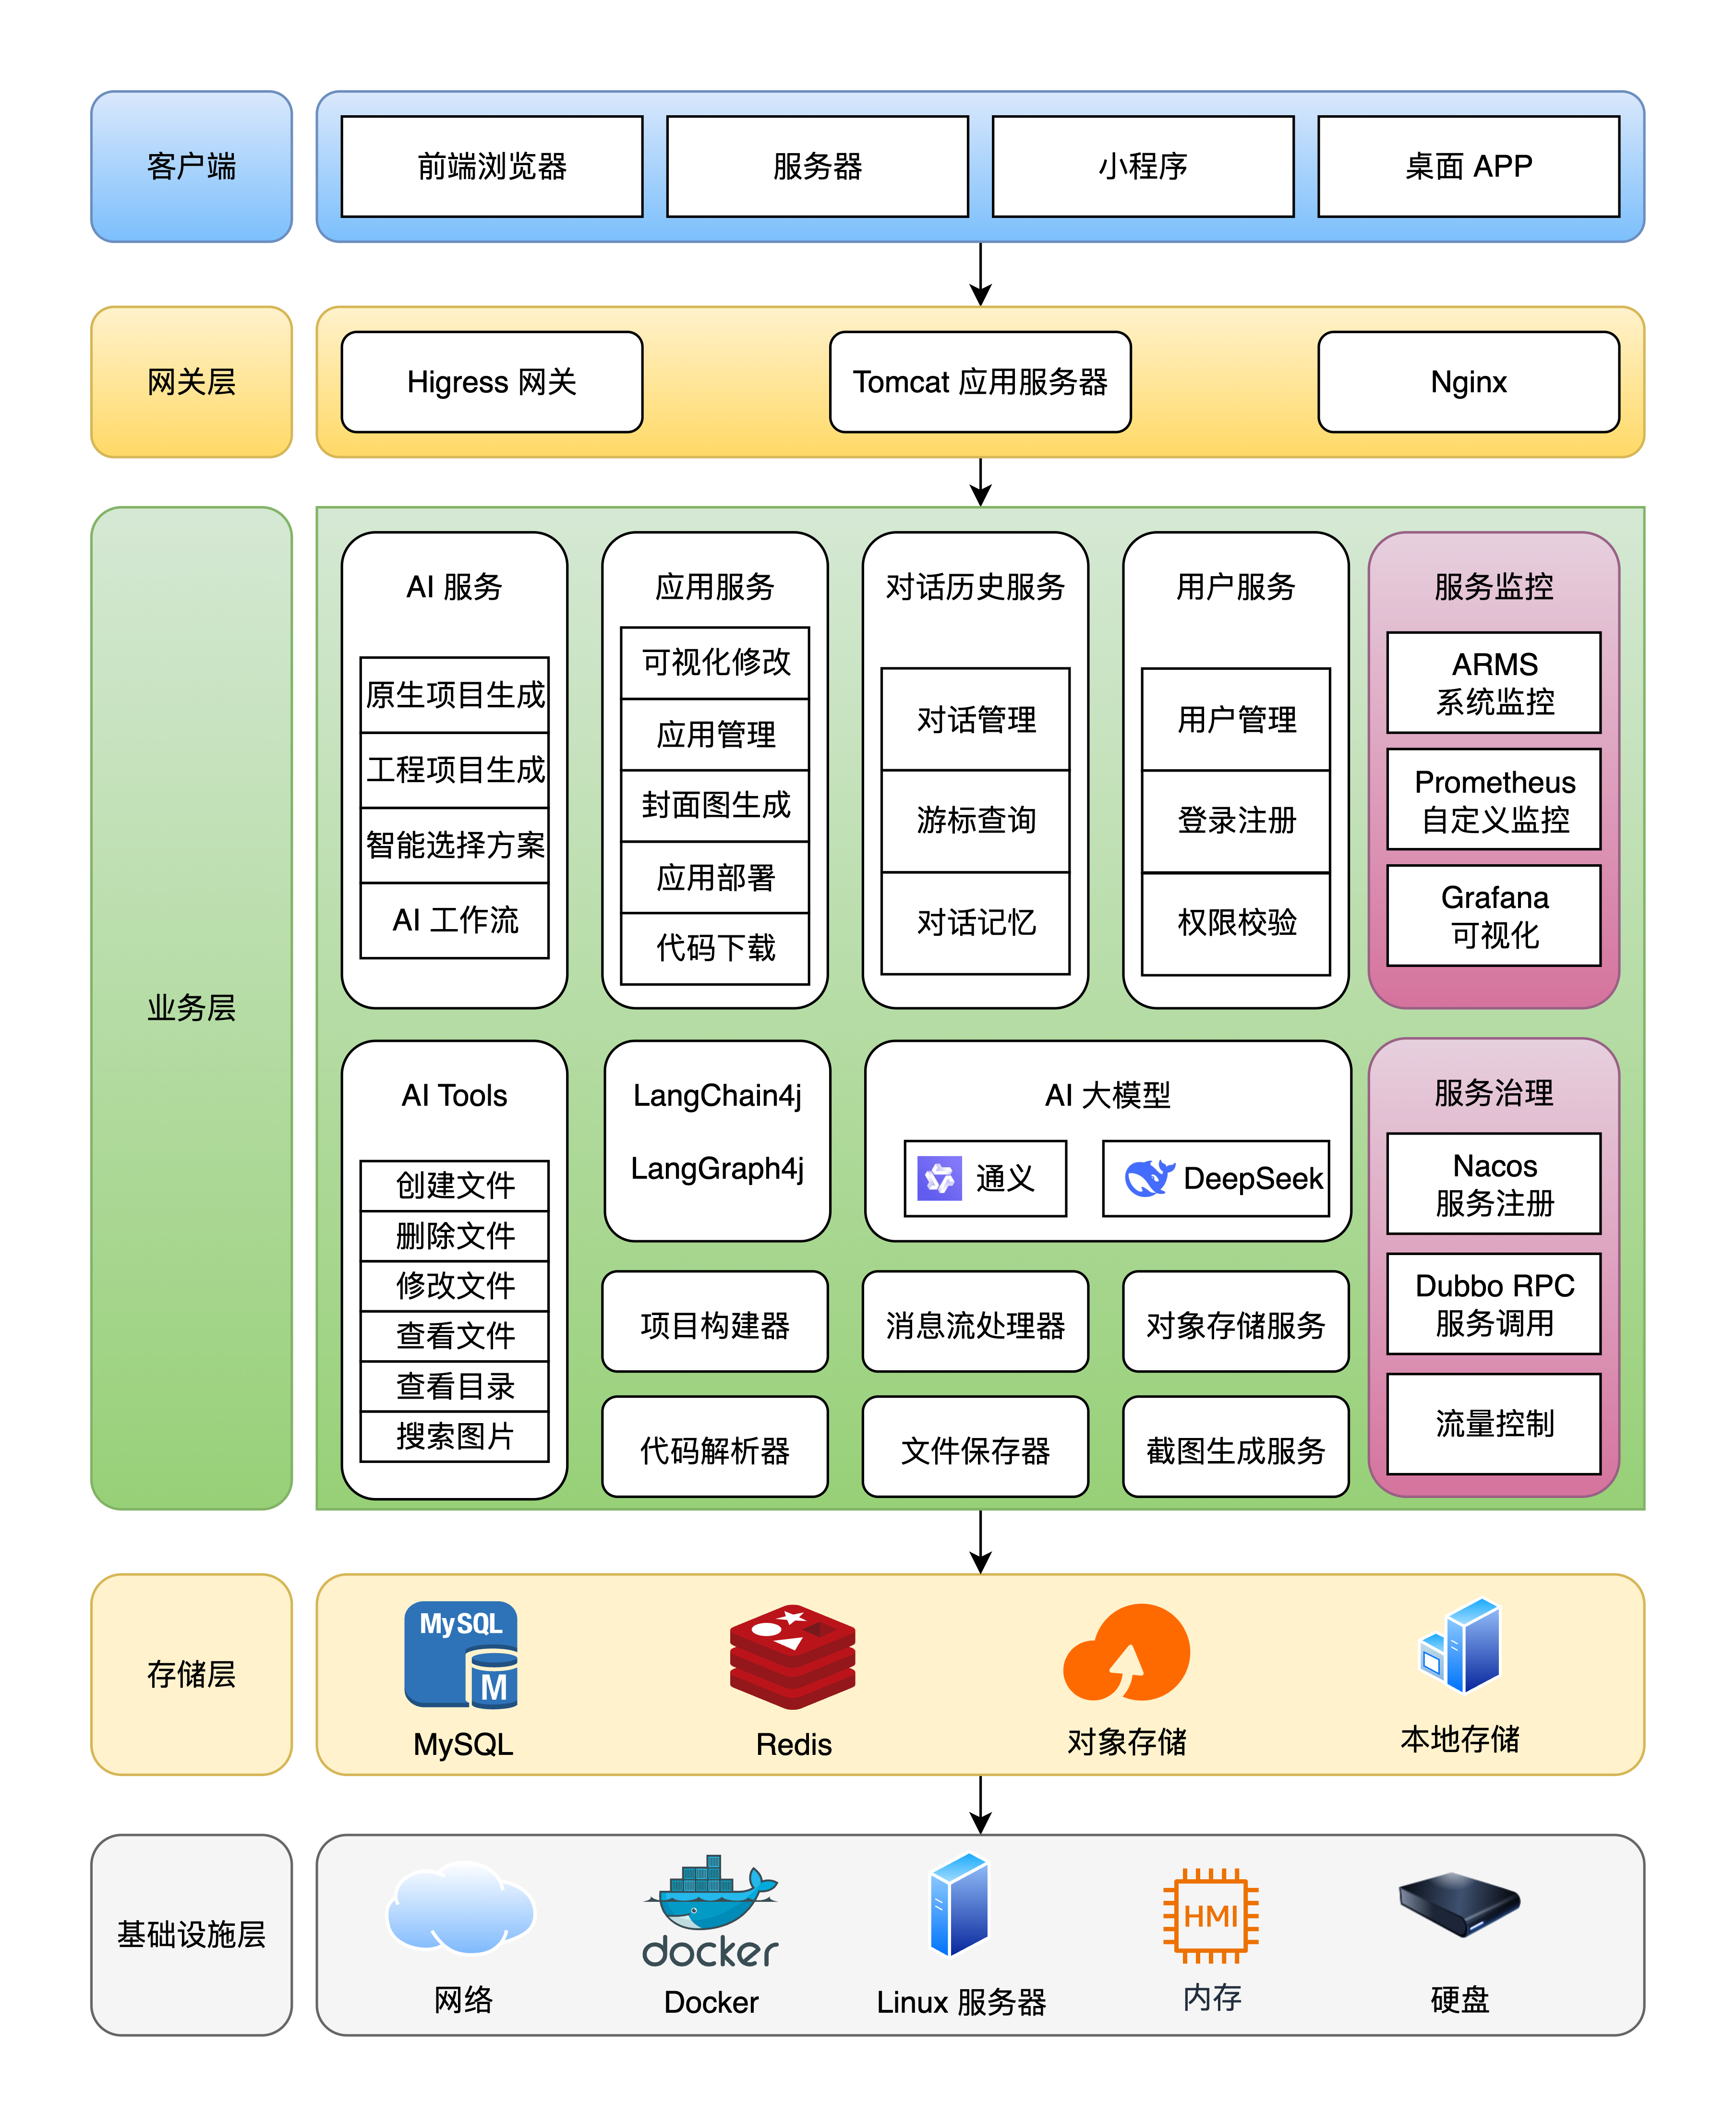 客户端
前端浏览器
服务器
小程序
桌面 APP
网关层
Higress 网关
Tomcat 应用服务器
Nginx
业务层
AI 服务
原生项目生成
工程项目生成
智能选择方案
AI 工作流
应用服务
可视化修改
应用管理
封面图生成
应用部署
代码下载
对话历史服务
对话管理
游标查询
对话记忆
用户服务
用户管理
登录注册
权限校验
服务监控
ARMS
系统监控
Prometheus
自定义监控
Grafana
可视化
AI Tools
创建文件
删除文件
修改文件
查看文件
查看目录
搜索图片
LangChain4j
LangGraph4j
AI 大模型
通义
DeepSeek
项目构建器
消息流处理器
对象存储服务
代码解析器
文件保存器
截图生成服务
服务治理
Nacos
服务注册
Dubbo RPC
服务调用
流量控制
存储层
MySQL
M
MySQL
Redis
对象存储
本地存储
基础设施层
网络
docker
Docker
Linux 服务器
HMI
内存
硬盘